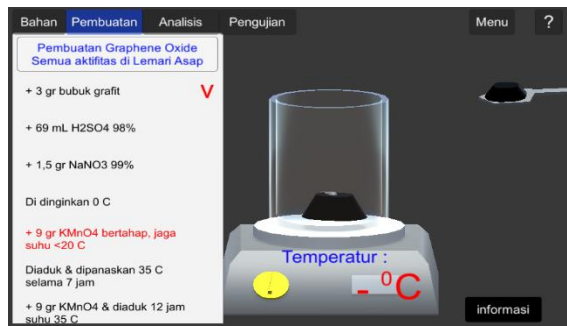 Bahan Pembuatan Analisis Pengujian Menu ?
Pembuatan Graphene Oxide
Semua aktifitas di Lemari Asap
+ 3 gr bubuk grafit V
+ 69 mL H2SO4 98%
+ 1,5 gr NaNO3 99%
Di dinginkan 0 C
+ 9 gr KMnO4 bertahap, jaga
suhu <20 C
Diaduk & dipanaskan 35 C
selama 7 jam
+ 9 gr KMnO4 & diaduk 12 jam
suhu 35 C
Temperatur :
- ⁰C
informasi